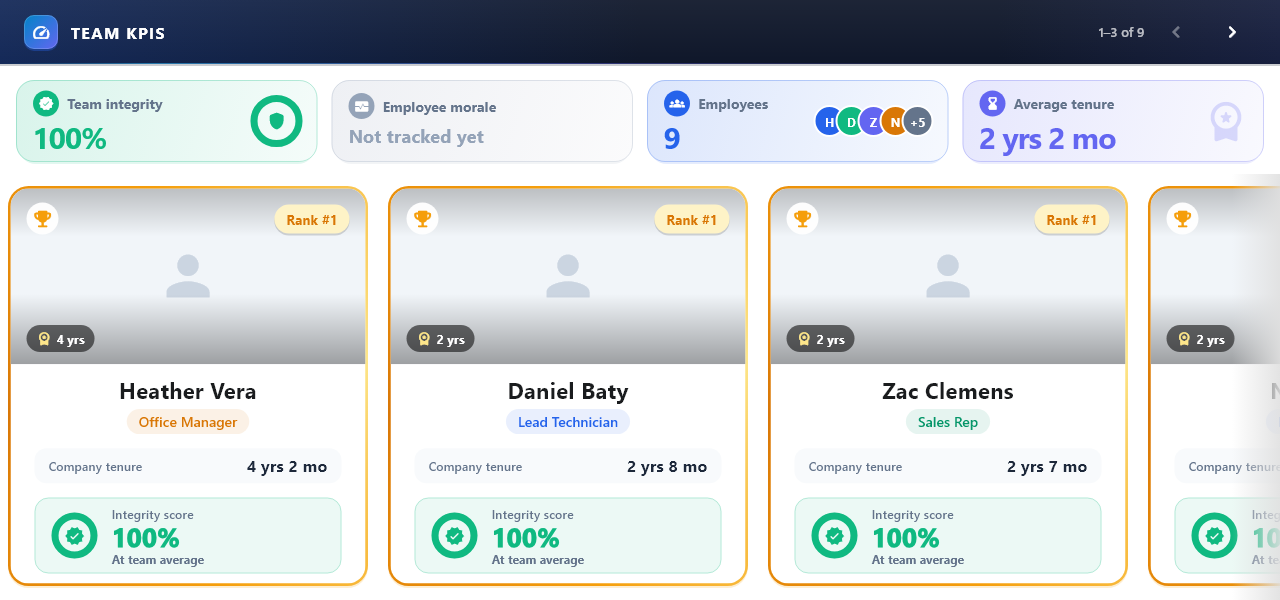 TEAM KPIS
1–3 of 9
Team integrity
100%
Employee morale
Not tracked yet
Employees
9
H D Z N +5
Average tenure
2 yrs 2 mo
Rank #1
4 yrs
Heather Vera
Office Manager
Company tenure 4 yrs 2 mo
Integrity score
100%
At team average
Rank #1
2 yrs
Daniel Baty
Lead Technician
Company tenure 2 yrs 8 mo
Integrity score
100%
At team average
Rank #1
2 yrs
Zac Clemens
Sales Rep
Company tenure 2 yrs 7 mo
Integrity score
100%
At team average
2 yrs
Company tenure